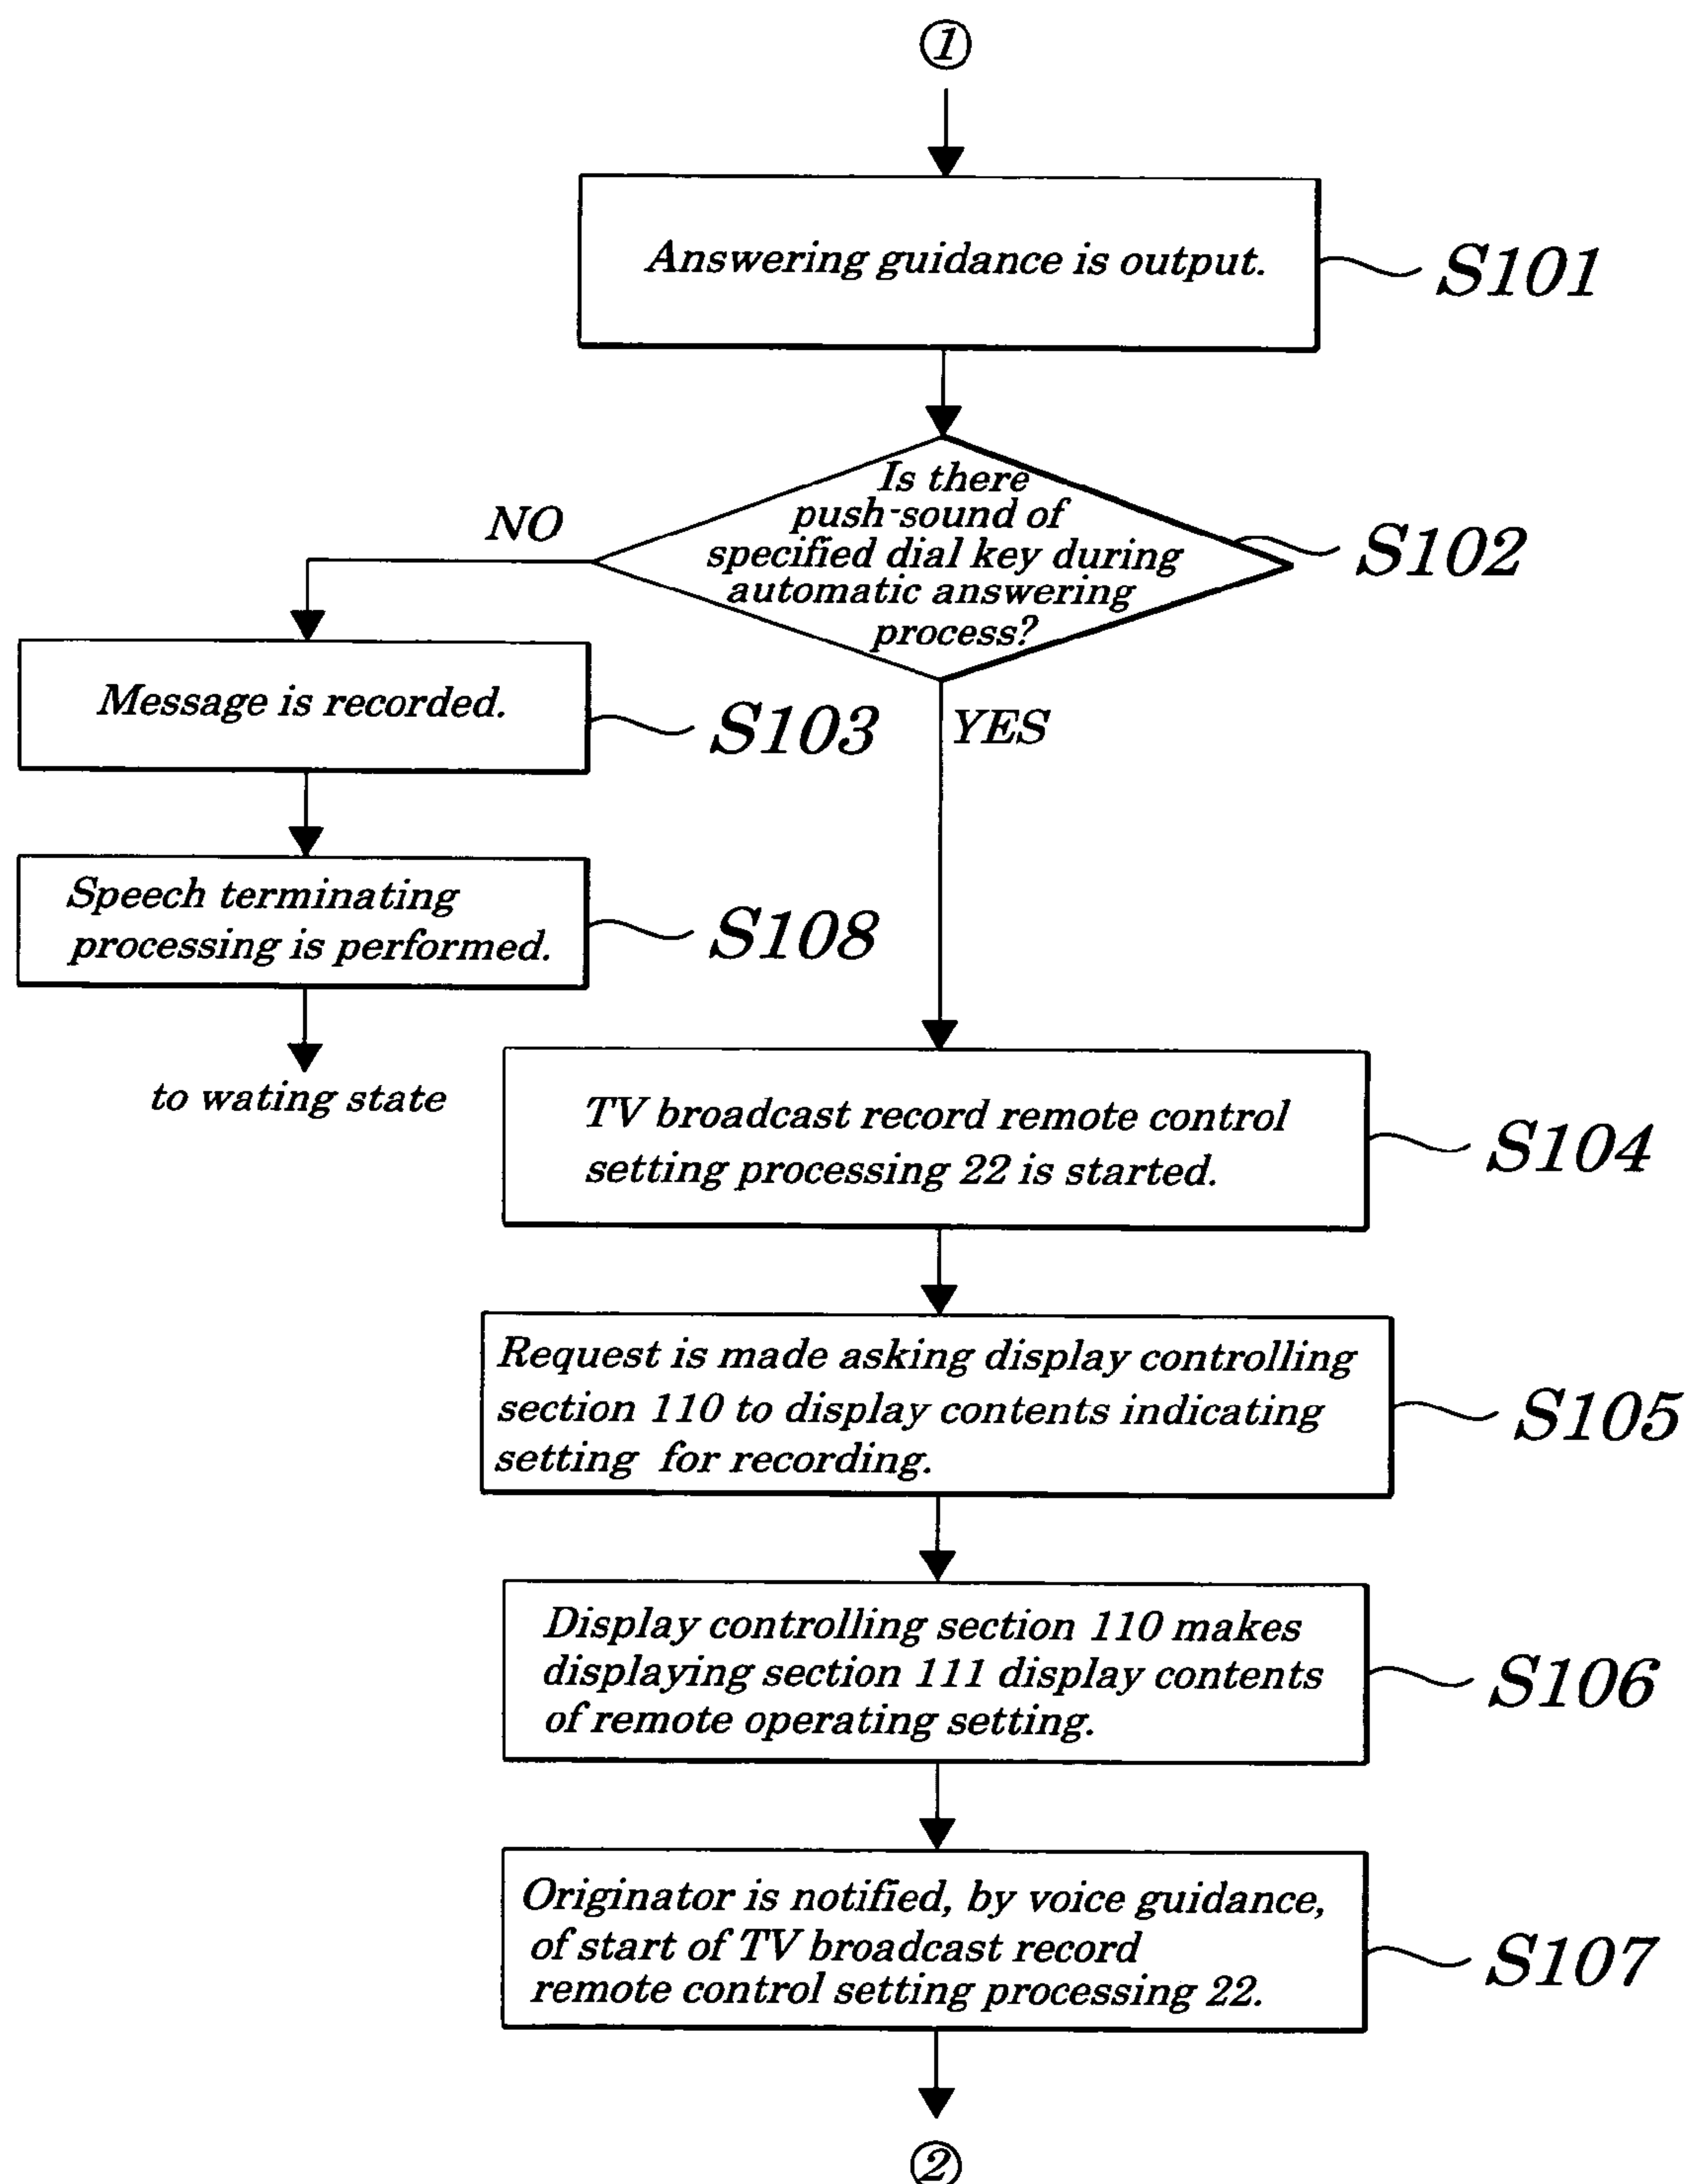 ①
Answering guidance is output.
S101
Is there
push-sound of
specified dial key during
automatic answering
process?
S102
NO
YES
Message is recorded.
S103
Speech terminating
processing is performed.
S108
to wating state
TV broadcast record remote control
setting processing 22 is started.
S104
Request is made asking display controlling
section 110 to display contents indicating
setting for recording.
S105
Display controlling section 110 makes
displaying section 111 display contents
of remote operating setting.
S106
Originator is notified, by voice guidance,
of start of TV broadcast record
remote control setting processing 22.
S107
②